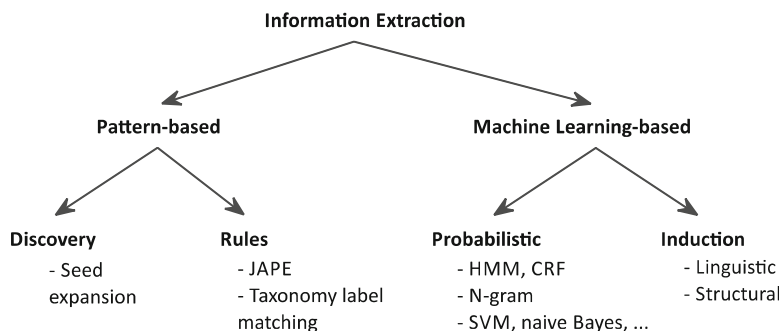 Information Extraction
Pattern-based
Machine Learning-based
Discovery
- Seed
expansion
Rules
- JAPE
- Taxonomy label
matching
Probabilistic
- HMM, CRF
- N-gram
- SVM, naive Bayes, ...
Induction
- Linguistic
- Structural